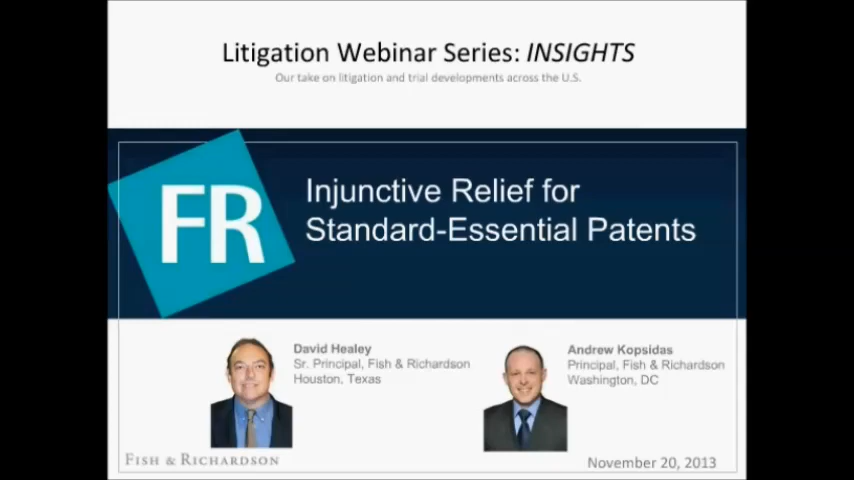 Litigation Webinar Series: INSIGHTS
Our take on litigation and trial developments across the U.S.
FR
Injunctive Relief for
Standard-Essential Patents
David Healey
Sr. Principal, Fish & Richardson
Houston, Texas
Andrew Kopsidas
Principal, Fish & Richardson
Washington, DC
FISH & RICHARDSON
November 20, 2013